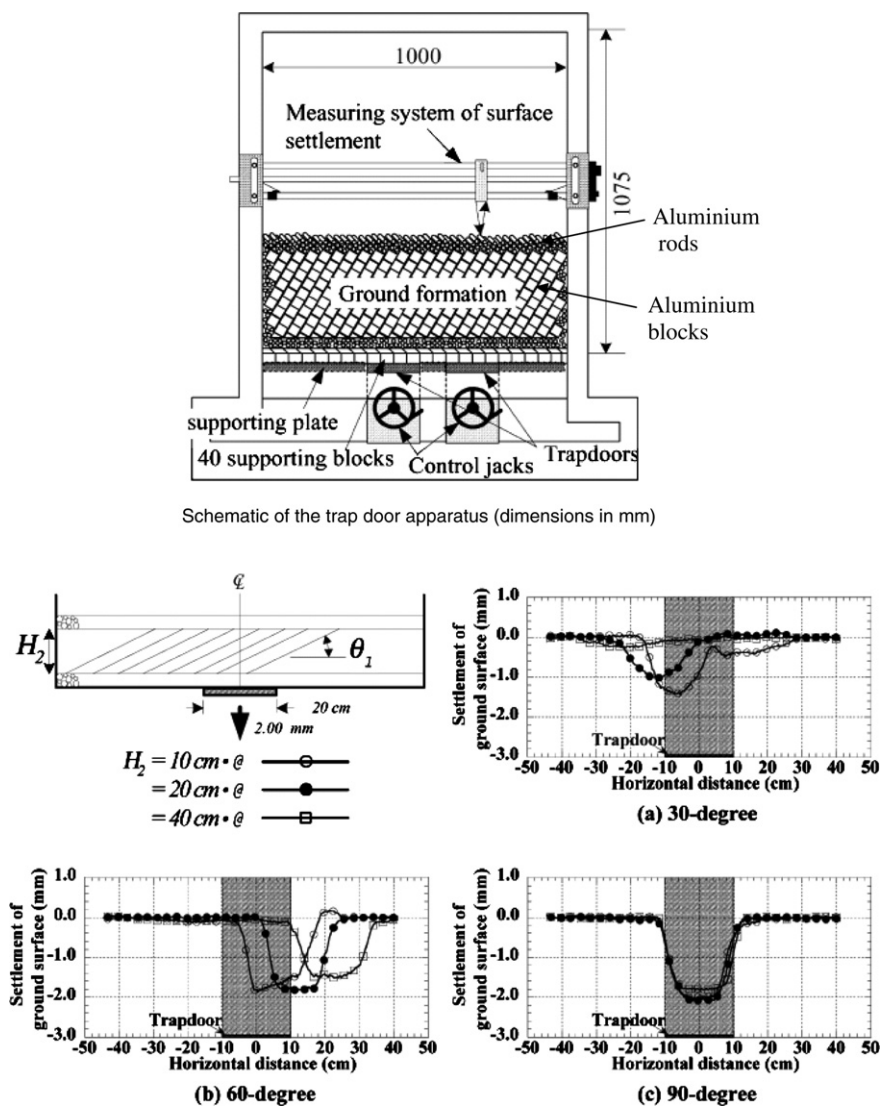 1000
Measuring system of surface
settlement
1075
Aluminium
rods
Ground formation
Aluminium
blocks
supporting plate
40 supporting blocks
Control jacks
Trapdoors
Schematic of the trap door apparatus (dimensions in mm)
℄
H₂
θ₁
20 cm
2.00 mm
H₂ = 10 cm · @
= 20 cm · @
= 40 cm · @
Settlement of
ground surface (mm)
1.0
0.0
-1.0
-2.0
-3.0
Trapdoor
-50 -40 -30 -20 -10 0 10 20 30 40 50
Horizontal distance (cm)
(a) 30-degree
Settlement of
ground surface (mm)
1.0
0.0
-1.0
-2.0
-3.0
Trapdoor
-50 -40 -30 -20 -10 0 10 20 30 40 50
Horizontal distance (cm)
(b) 60-degree
Settlement of
ground surface (mm)
1.0
0.0
-1.0
-2.0
-3.0
Trapdoor
-50 -40 -30 -20 -10 0 10 20 30 40 50
Horizontal distance (cm)
(c) 90-degree